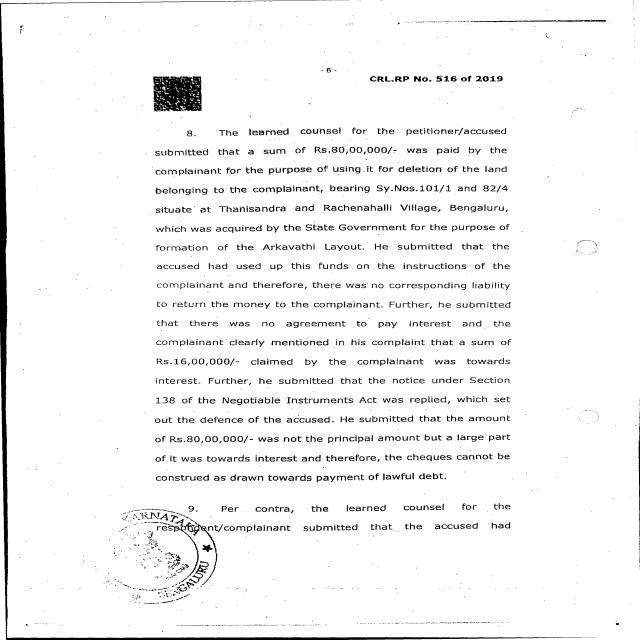 - 6 -
CRL.RP No. 516 of 2019
8. The learned counsel for the petitioner/accused
submitted that a sum of Rs.80,00,000/- was paid by the
complainant for the purpose of using it for deletion of the land
belonging to the complainant, bearing Sy.Nos.101/1 and 82/4
situate at Thanisandra and Rachenahalli Village, Bengaluru,
which was acquired by the State Government for the purpose of
formation of the Arkavathi Layout. He submitted that the
accused had used up this funds on the instructions of the
complainant and therefore, there was no corresponding liability
to return the money to the complainant. Further, he submitted
that there was no agreement to pay interest and the
complainant clearly mentioned in his complaint that a sum of
Rs.16,00,000/- claimed by the complainant was towards
interest. Further, he submitted that the notice under Section
138 of the Negotiable Instruments Act was replied, which set
out the defence of the accused. He submitted that the amount
of Rs.80,00,000/- was not the principal amount but a large part
of it was towards interest and therefore, the cheques cannot be
construed as drawn towards payment of lawful debt.
9. Per contra, the learned counsel for the
respondent/complainant submitted that the accused had
KARNATAKA
BENGALURU